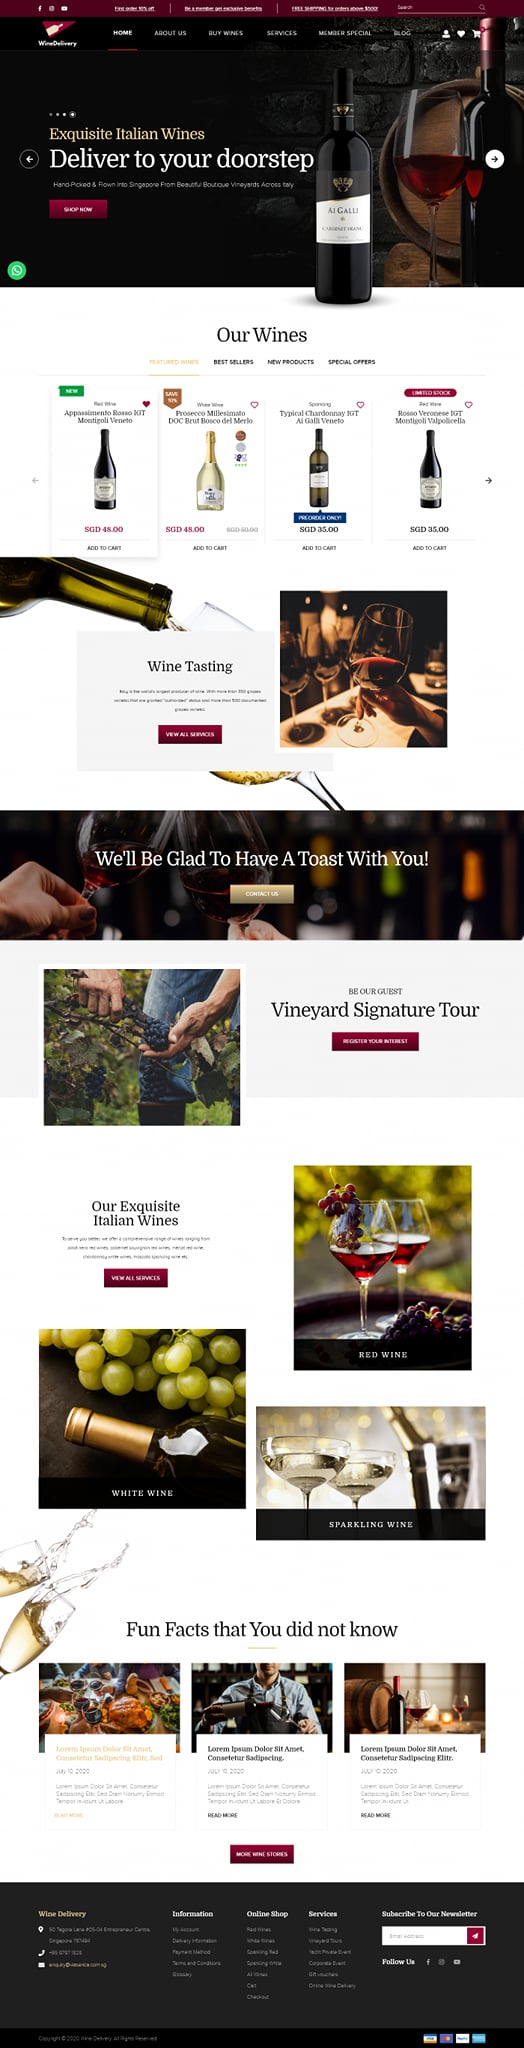 First order 10% off
Be a member get exclusive benefits
FREE SHIPPING for orders above $500!
Search
WineDelivery
HOME
ABOUT US
BUY WINES
SERVICES
MEMBER SPECIAL
BLOG
Exquisite Italian Wines
Deliver to your doorstep
Hand-Picked & Flown Into Singapore From Beautiful Boutique Vineyards Across Italy
SHOP NOW
AI GALLI
CABERNET FRANC
Our Wines
FEATURED WINES
BEST SELLERS
NEW PRODUCTS
SPECIAL OFFERS
NEW
Red Wine
Appassimento Rosso IGT
Montigoli Veneto
SGD 48.00
ADD TO CART
SAVE
10%
White Wine
Prosecco Millesimato
DOC Brut Bosco del Merlo
SGD 48.00
SGD 50.00
ADD TO CART
Sparkling
Typical Chardonnay IGT
Ai Galli Veneto
PREORDER ONLY!
SGD 35.00
ADD TO CART
LIMITED STOCK
Red Wine
Rosso Veronese IGT
Montigoli Valpolicella
SGD 35.00
ADD TO CART
Wine Tasting
Italy is the world's largest producer of wine. With more than 350 grapes
varieties that are granted "authorized" status and more than 500 documented
grapes varieties.
VIEW ALL SERVICES
We'll Be Glad To Have A Toast With You!
CONTACT US
BE OUR GUEST
Vineyard Signature Tour
REGISTER YOUR INTEREST
Our Exquisite
Italian Wines
To serve you better, we offer a comprehensive range of wines ranging from
red wines, cabernet sauvignon red wines, merlot red wine,
chardonnay white wines, moscato sparkling wine etc.
VIEW ALL SERVICES
RED WINE
WHITE WINE
SPARKLING WINE
Fun Facts that You did not know
Lorem Ipsum Dolor Sit Amet,
Consetetur Sadipscing Elitr, Sed
July 10, 2020
Lorem Ipsum Dolor Sit Amet, Consetetur
Sadipscing Elitr, Sed Diam Nonumy Eirmod
Tempor Invidunt Ut Labore
READ MORE
Lorem Ipsum Dolor Sit Amet,
Consetetur Sadipscing.
JULY 10, 2020
Lorem Ipsum Dolor Sit Amet, Consetetur
Sadipscing Elitr, Sed Diam Nonumy Eirmod
Tempor Invidunt Ut Labore Et Dolore
READ MORE
Lorem Ipsum Dolor Sit Amet,
Consetetur Sadipscing Elitr.
JULY 10, 2020
Lorem Ipsum Dolor Sit Amet, Consetetur
Sadipscing Elitr, Sed Diam Nonumy Eirmod
Tempor Invidunt Ut
READ MORE
MORE WINE STORIES
Wine Delivery
50 Tagore Lane #05-04 Entrepreneur Centre,
Singapore 787494
+65 9797 1828
Information
My Account
Delivery Information
Payment Method
Terms and Conditions
Glossary
Online Shop
Red Wines
White Wines
Sparkling Red
Sparkling White
All Wines
Cart
Checkout
Services
Wine Tasting
Vineyard Tours
Yacht Private Event
Corporate Event
Gift vouchers
Online Wine Delivery
Subscribe To Our Newsletter
Email Address
Follow Us
Copyright © 2020 Wine Delivery. All Rights Reserved.
VISA
PayPal